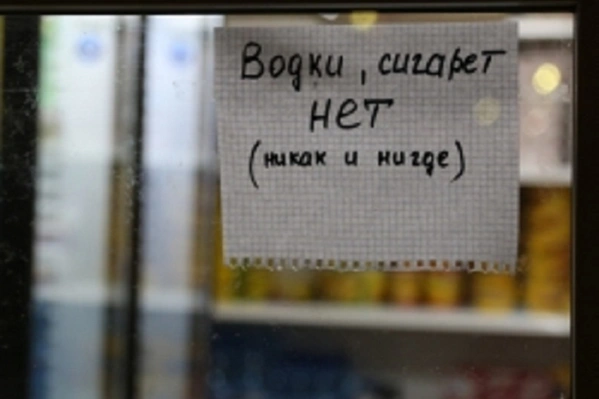 Водки, сигарет
нет
(никак и нигде)